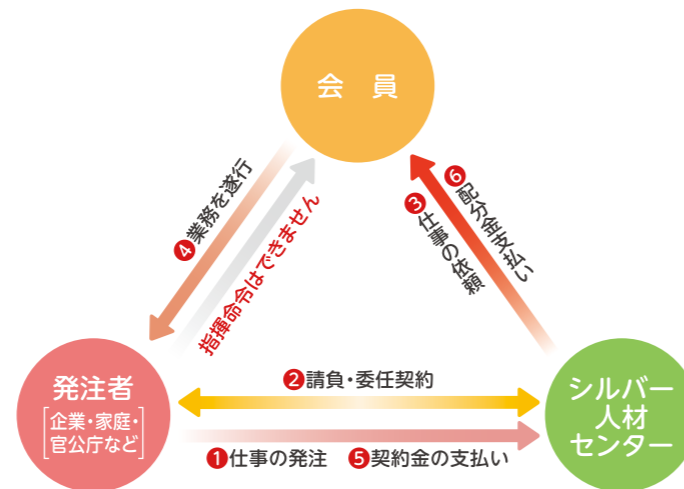 会 員
❹業務を遂行
指揮命令はできません
❸仕事の依頼
❻配分金支払い
発注者
[企業・家庭・
官公庁など]
❷請負・委任契約
❶仕事の発注 ❺契約金の支払い
シルバー
人材
センター